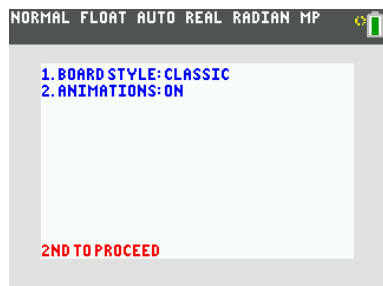 NORMAL FLOAT AUTO REAL RADIAN MP
1. BOARD STYLE: CLASSIC
2. ANIMATIONS: ON
2ND TO PROCEED